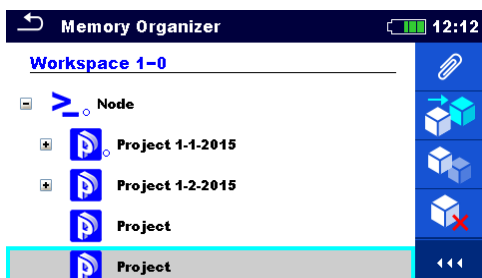 Memory Organizer 12:12
Workspace 1-0
Node
Project 1-1-2015
Project 1-2-2015
Project
Project